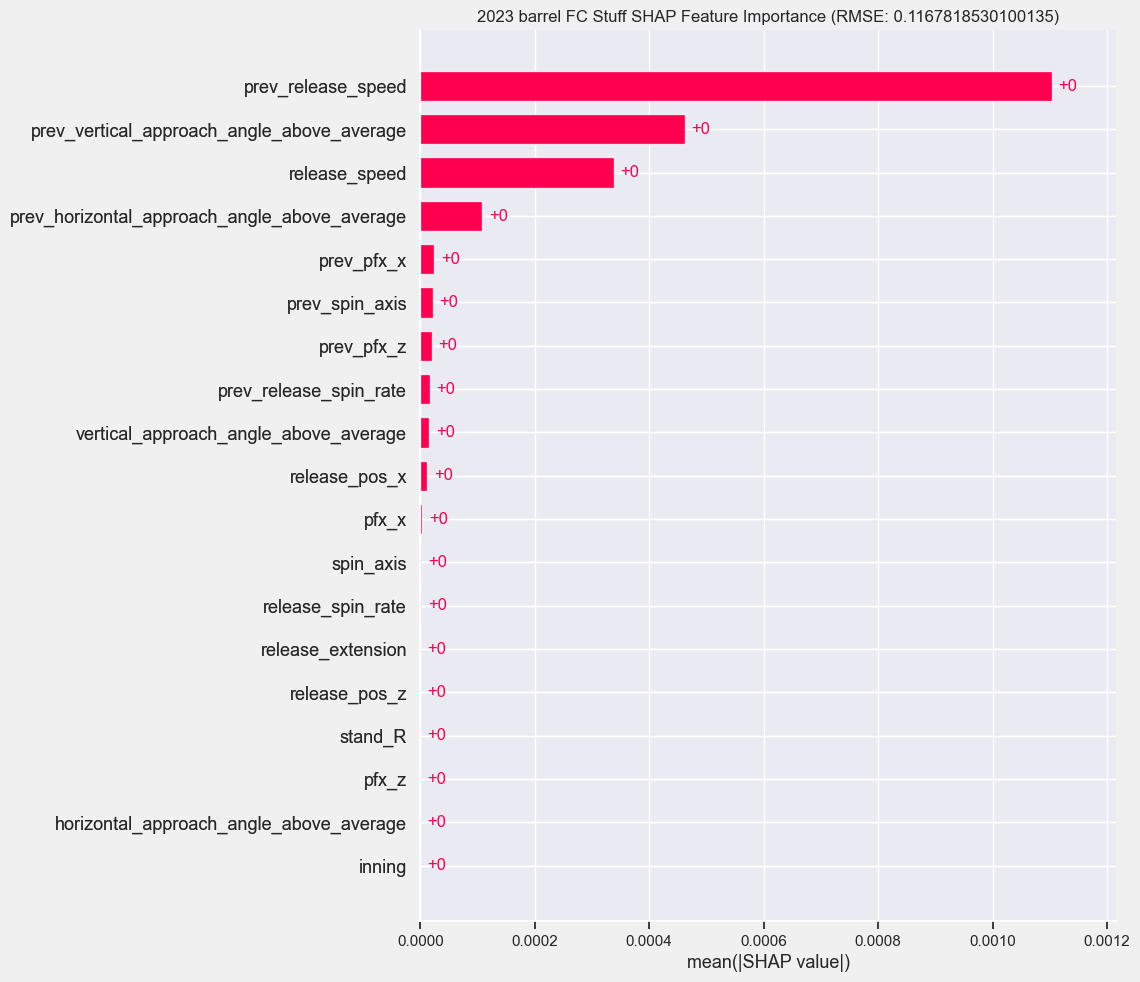 2023 barrel FC Stuff SHAP Feature Importance (RMSE: 0.1167818530100135)
prev_release_speed +0
prev_vertical_approach_angle_above_average +0
release_speed +0
prev_horizontal_approach_angle_above_average +0
prev_pfx_x +0
prev_spin_axis +0
prev_pfx_z +0
prev_release_spin_rate +0
vertical_approach_angle_above_average +0
release_pos_x +0
pfx_x +0
spin_axis +0
release_spin_rate +0
release_extension +0
release_pos_z +0
stand_R +0
pfx_z +0
horizontal_approach_angle_above_average +0
inning +0
0.0000 0.0002 0.0004 0.0006 0.0008 0.0010 0.0012
mean(|SHAP value|)